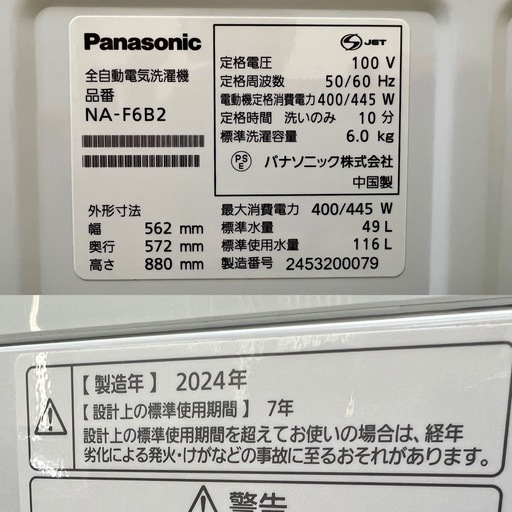 Panasonic
全自動電気洗濯機
品番
NA-F6B2
外形寸法
幅 562 mm
奥行 572 mm
高さ 880 mm
S JET
定格電圧 100 V
定格周波数 50/60 Hz
電動機定格消費電力 400/445 W
定格時間 洗いのみ 10分
標準洗濯容量 6.0 kg
PSE パナソニック株式会社
中国製
最大消費電力 400/445 W
標準水量 49 L
標準使用水量 116 L
製造番号 2453200079
【製造年】2024年
【設計上の標準使用期間】7年
設計上の標準使用期間を超えてお使いの場合は、経年
劣化による発火・けがなどの事故に至るおそれがあります。
警告